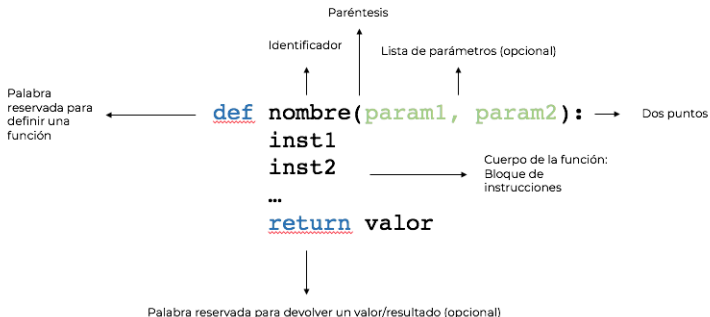 Paréntesis
Identificador
Lista de parámetros (opcional)
Palabra
reservada para
definir una
función
def nombre(param1, param2):
Dos puntos
inst1
inst2
Cuerpo de la función:
Bloque de
instrucciones
…
return valor
Palabra reservada para devolver un valor/resultado (opcional)